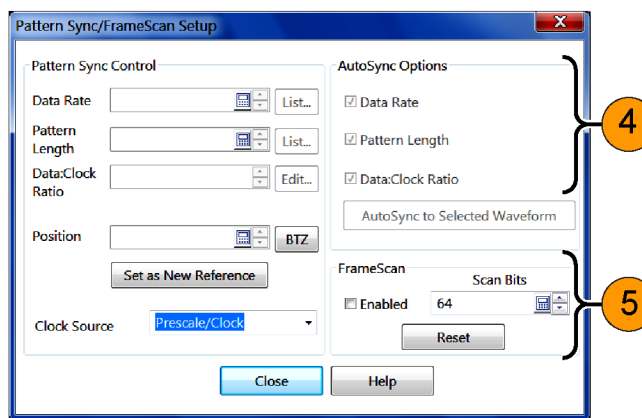 Pattern Sync/FrameScan Setup
Pattern Sync Control
Data Rate
List...
Pattern
Length
List...
Data:Clock
Ratio
Edit...
Position
BTZ
Set as New Reference
Clock Source
Prescale/Clock
AutoSync Options
Data Rate
Pattern Length
Data:Clock Ratio
AutoSync to Selected Waveform
4
FrameScan
Scan Bits
Enabled
64
Reset
5
Close
Help